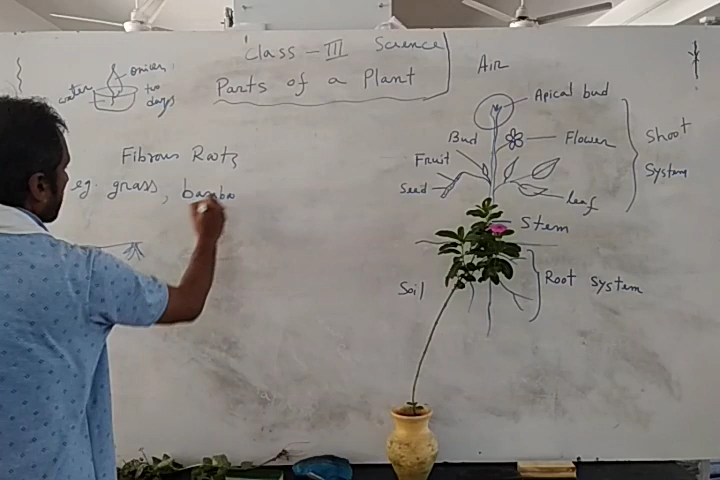 Class - III Science
Parts of a Plant
onion
water
two
days
Fibrous Roots
eg. grass, bamboo
Air
Apical bud
Bud
Flower
Fruit
Seed
leaf
Shoot
System
Stem
Soil
Root system